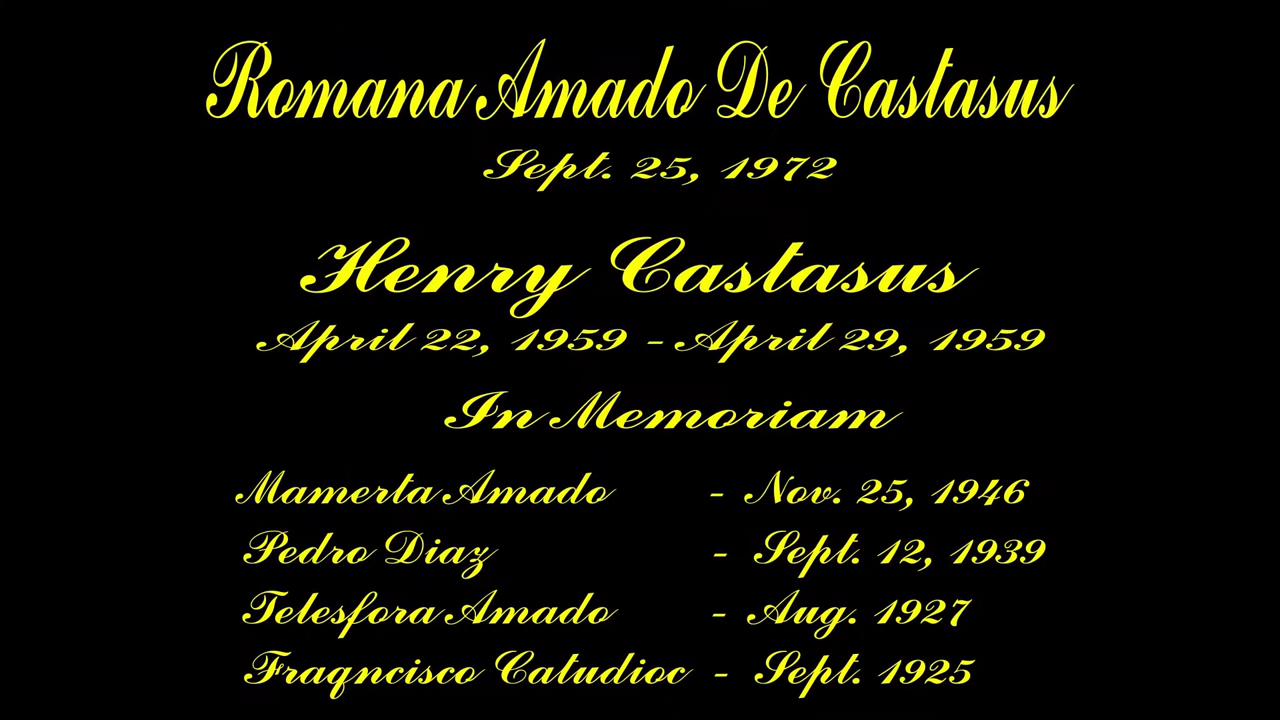 Romana Amado De Castasus
Sept. 25, 1972
Henry Castasus
April 22, 1959 - April 29, 1959
In Memoriam
Mamerta Amado - Nov. 25, 1946
Pedro Diaz - Sept. 12, 1939
Telesfora Amado - Aug. 1927
Fraqncisco Catudioc - Sept. 1925